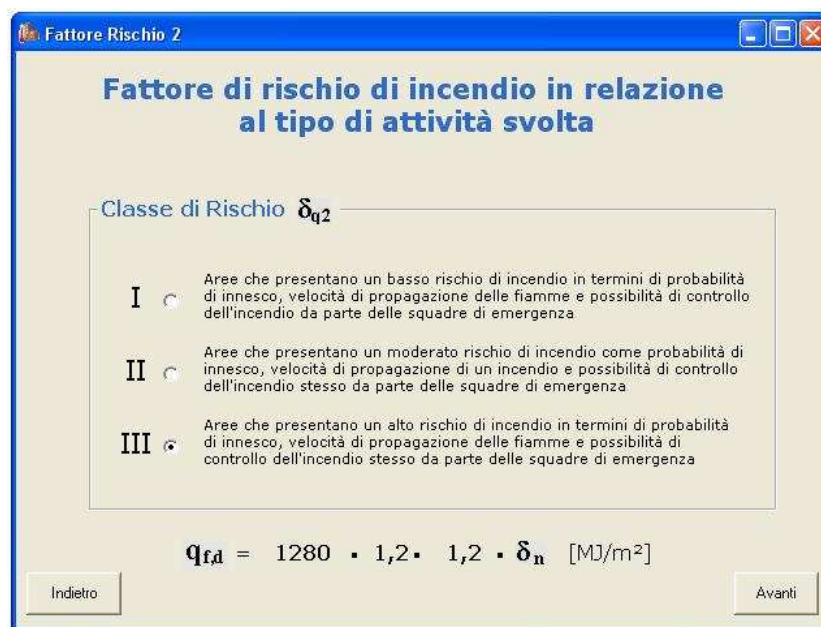 Fattore Rischio 2
Fattore di rischio di incendio in relazione
al tipo di attività svolta
Classe di Rischio δq2
I Aree che presentano un basso rischio di incendio in termini di probabilità
di innesco, velocità di propagazione delle fiamme e possibilità di controllo
dell'incendio da parte delle squadre di emergenza
II Aree che presentano un moderato rischio di incendio come probabilità di
innesco, velocità di propagazione di un incendio e possibilità di controllo
dell'incendio stesso da parte delle squadre di emergenza
III Aree che presentano un alto rischio di incendio in termini di probabilità
di innesco, velocità di propagazione delle fiamme e possibilità di
controllo dell'incendio stesso da parte delle squadre di emergenza
qf,d = 1280 · 1,2 · 1,2 · δn [MJ/m²]
Indietro
Avanti